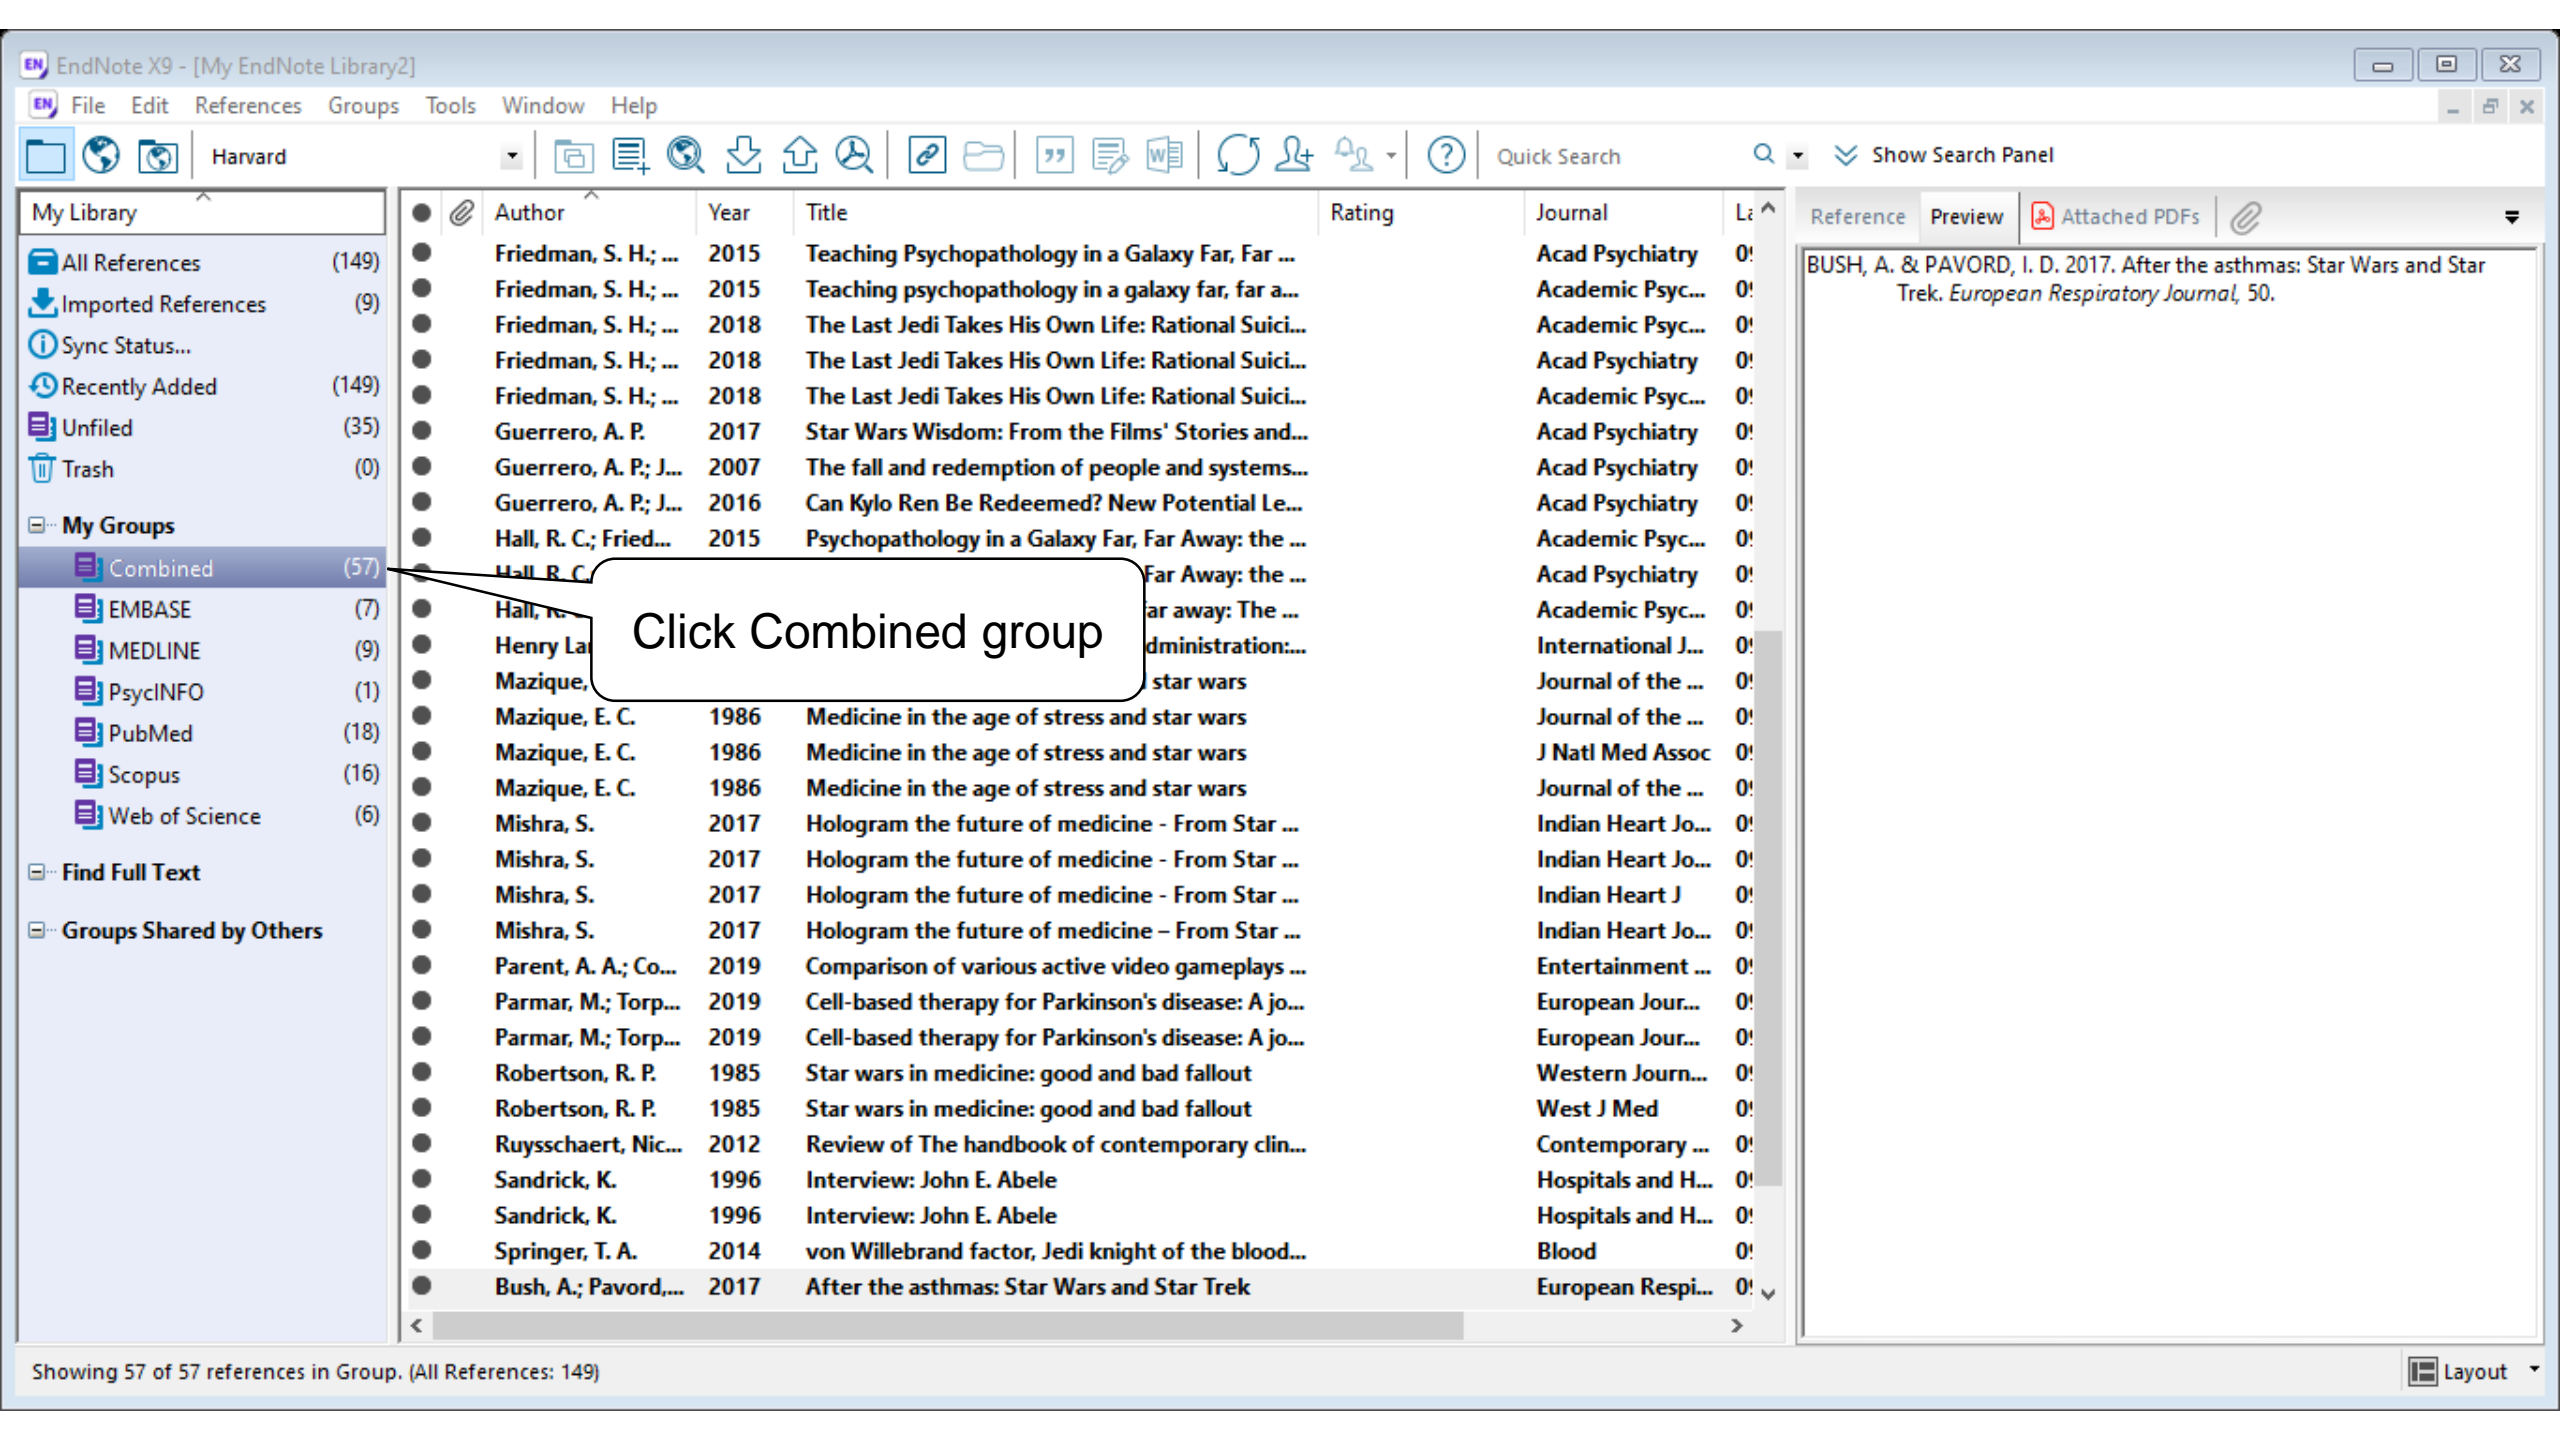 EndNote X9 - [My EndNote Library2]
File Edit References Groups Tools Window Help
Harvard Quick Search Show Search Panel
My Library
All References (149)
Imported References (9)
Sync Status...
Recently Added (149)
Unfiled (35)
Trash (0)
My Groups
Combined (57)
EMBASE (7)
MEDLINE (9)
PsycINFO (1)
PubMed (18)
Scopus (16)
Web of Science (6)
Find Full Text
Groups Shared by Others
Author Year Title Rating Journal
Friedman, S. H.; ... 2015 Teaching Psychopathology in a Galaxy Far, Far ... Acad Psychiatry
Friedman, S. H.; ... 2015 Teaching psychopathology in a galaxy far, far a... Academic Psyc...
Friedman, S. H.; ... 2018 The Last Jedi Takes His Own Life: Rational Suici... Academic Psyc...
Friedman, S. H.; ... 2018 The Last Jedi Takes His Own Life: Rational Suici... Acad Psychiatry
Friedman, S. H.; ... 2018 The Last Jedi Takes His Own Life: Rational Suici... Academic Psyc...
Guerrero, A. P. 2017 Star Wars Wisdom: From the Films' Stories and... Acad Psychiatry
Guerrero, A. P.; J... 2007 The fall and redemption of people and systems... Acad Psychiatry
Guerrero, A. P.; J... 2016 Can Kylo Ren Be Redeemed? New Potential Le... Acad Psychiatry
Hall, R. C.; Fried... 2015 Psychopathology in a Galaxy Far, Far Away: the ... Academic Psyc...
Hall, R. C. Far Away: the ... Acad Psychiatry
Hall, far away: The ... Academic Psyc...
Henry International J...
Mazique, star wars Journal of the ...
Mazique, E. C. 1986 Medicine in the age of stress and star wars Journal of the ...
Mazique, E. C. 1986 Medicine in the age of stress and star wars J Natl Med Assoc
Mazique, E. C. 1986 Medicine in the age of stress and star wars Journal of the ...
Mishra, S. 2017 Hologram the future of medicine - From Star ... Indian Heart Jo...
Mishra, S. 2017 Hologram the future of medicine - From Star ... Indian Heart Jo...
Mishra, S. 2017 Hologram the future of medicine - From Star ... Indian Heart J
Mishra, S. 2017 Hologram the future of medicine – From Star ... Indian Heart Jo...
Parent, A. A.; Co... 2019 Comparison of various active video gameplays ... Entertainment ...
Parmar, M.; Torp... 2019 Cell-based therapy for Parkinson's disease: A jo... European Jour...
Parmar, M.; Torp... 2019 Cell-based therapy for Parkinson's disease: A jo... European Jour...
Robertson, R. P. 1985 Star wars in medicine: good and bad fallout Western Journ...
Robertson, R. P. 1985 Star wars in medicine: good and bad fallout West J Med
Ruysschaert, Nic... 2012 Review of The handbook of contemporary clin... Contemporary ...
Sandrick, K. 1996 Interview: John E. Abele Hospitals and H...
Sandrick, K. 1996 Interview: John E. Abele Hospitals and H...
Springer, T. A. 2014 von Willebrand factor, Jedi knight of the blood... Blood
Bush, A.; Pavord,... 2017 After the asthmas: Star Wars and Star Trek European Respi...
Click Combined group
Reference Preview Attached PDFs
BUSH, A. & PAVORD, I. D. 2017. After the asthmas: Star Wars and Star
Trek. European Respiratory Journal, 50.
Showing 57 of 57 references in Group. (All References: 149)
Layout